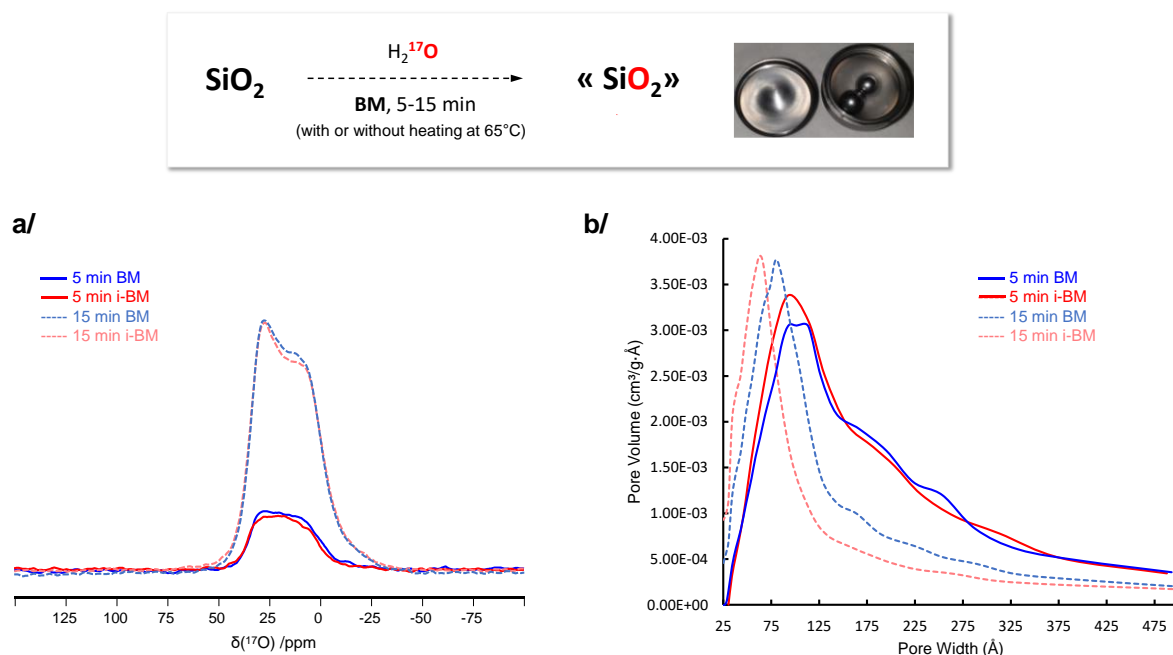 H₂¹⁷O
SiO₂ « SiO₂»
BM, 5-15 min
(with or without heating at 65°C)
a/
5 min BM
5 min i-BM
15 min BM
15 min i-BM
125 100 75 50 25 0 -25 -50 -75
δ(¹⁷O) /ppm
b/
4.00E-03
3.50E-03
3.00E-03
2.50E-03
2.00E-03
1.50E-03
1.00E-03
5.00E-04
0.00E+00
Pore Volume (cm³/g·Å)
5 min BM
5 min i-BM
15 min BM
15 min i-BM
25 75 125 175 225 275 325 375 425 475
Pore Width (Å)